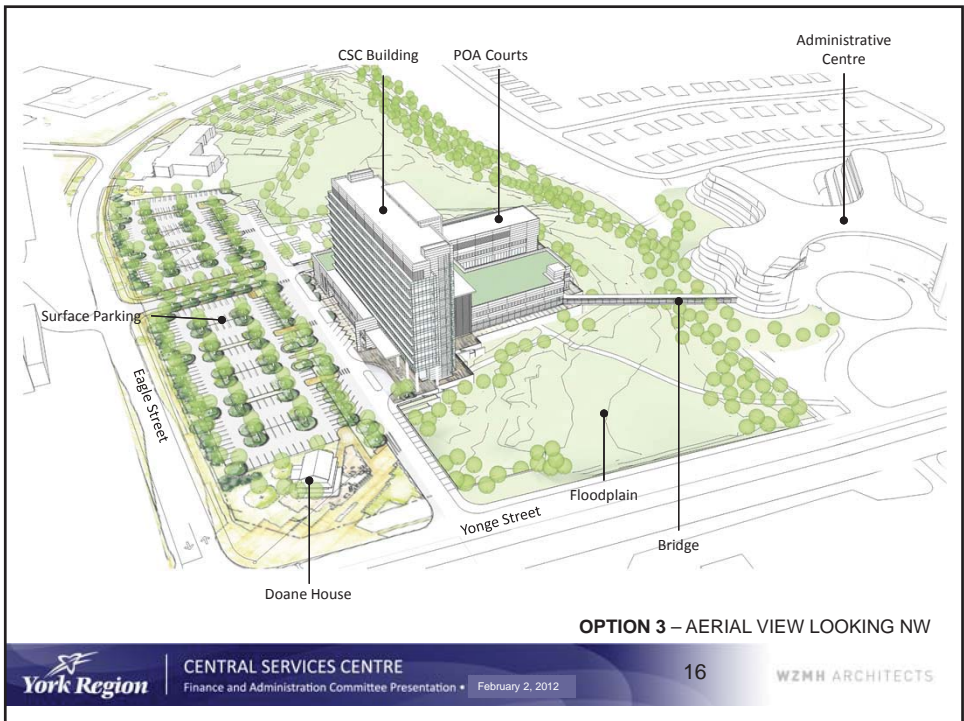 CSC Building
POA Courts
Administrative
Centre
Surface Parking
Eagle Street
Floodplain
Yonge Street
Bridge
Doane House
OPTION 3 – AERIAL VIEW LOOKING NW
York Region
CENTRAL SERVICES CENTRE
Finance and Administration Committee Presentation • February 2, 2012
16
WZMH ARCHITECTS